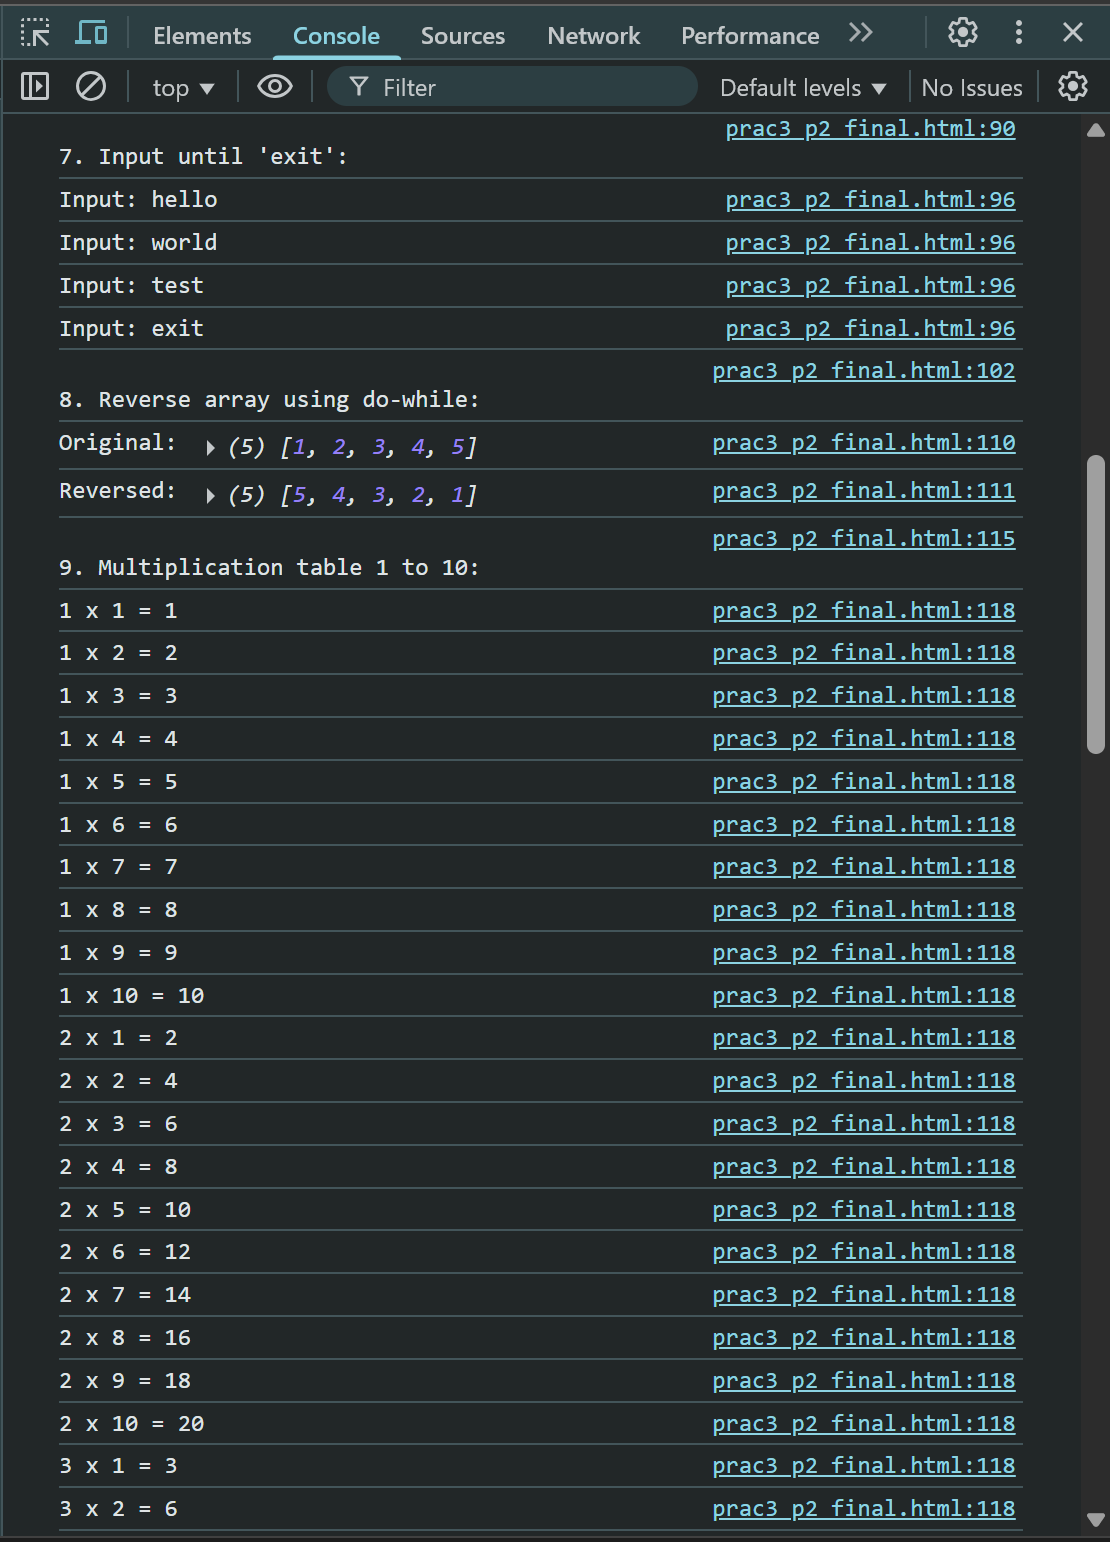 Elements Console Sources Network Performance
top Filter Default levels No Issues
prac3_p2_final.html:90
7. Input until 'exit':
Input: hello prac3_p2_final.html:96
Input: world prac3_p2_final.html:96
Input: test prac3_p2_final.html:96
Input: exit prac3_p2_final.html:96
prac3_p2_final.html:102
8. Reverse array using do-while:
Original: (5) [1, 2, 3, 4, 5] prac3_p2_final.html:110
Reversed: (5) [5, 4, 3, 2, 1] prac3_p2_final.html:111
prac3_p2_final.html:115
9. Multiplication table 1 to 10:
1 x 1 = 1 prac3_p2_final.html:118
1 x 2 = 2 prac3_p2_final.html:118
1 x 3 = 3 prac3_p2_final.html:118
1 x 4 = 4 prac3_p2_final.html:118
1 x 5 = 5 prac3_p2_final.html:118
1 x 6 = 6 prac3_p2_final.html:118
1 x 7 = 7 prac3_p2_final.html:118
1 x 8 = 8 prac3_p2_final.html:118
1 x 9 = 9 prac3_p2_final.html:118
1 x 10 = 10 prac3_p2_final.html:118
2 x 1 = 2 prac3_p2_final.html:118
2 x 2 = 4 prac3_p2_final.html:118
2 x 3 = 6 prac3_p2_final.html:118
2 x 4 = 8 prac3_p2_final.html:118
2 x 5 = 10 prac3_p2_final.html:118
2 x 6 = 12 prac3_p2_final.html:118
2 x 7 = 14 prac3_p2_final.html:118
2 x 8 = 16 prac3_p2_final.html:118
2 x 9 = 18 prac3_p2_final.html:118
2 x 10 = 20 prac3_p2_final.html:118
3 x 1 = 3 prac3_p2_final.html:118
3 x 2 = 6 prac3_p2_final.html:118